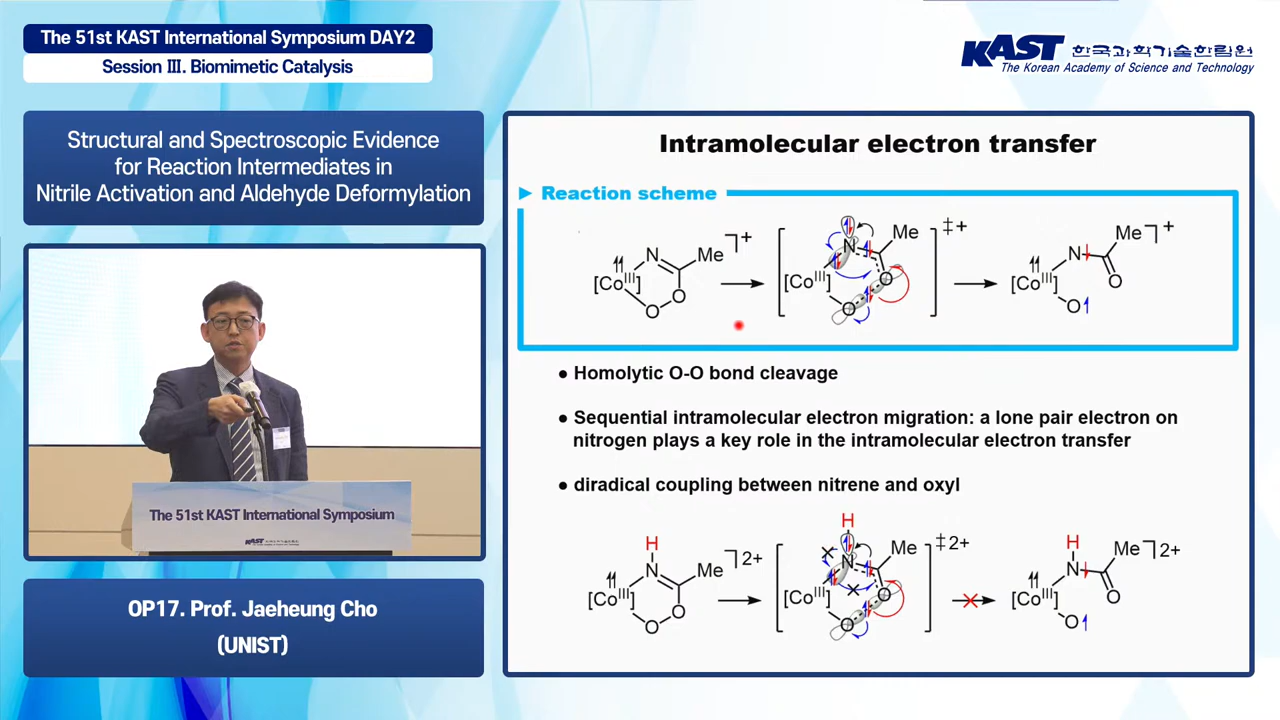 The 51st KAST International Symposium DAY2
Session Ⅲ. Biomimetic Catalysis
KAST 한국과학기술한림원
The Korean Academy of Science and Technology
Structural and Spectroscopic Evidence
for Reaction Intermediates in
Nitrile Activation and Aldehyde Deformylation
The 51st KAST International Symposium
KAST
OP17. Prof. Jaeheung Cho
(UNIST)
Intramolecular electron transfer
► Reaction scheme
[Coᴵᴵᴵ] N Me O O ⌉+
[Coᴵᴵᴵ] N Me O O ‡+
[Coᴵᴵᴵ] N Me O O ⌉+
● Homolytic O-O bond cleavage
● Sequential intramolecular electron migration: a lone pair electron on
nitrogen plays a key role in the intramolecular electron transfer
● diradical coupling between nitrene and oxyl
H [Coᴵᴵᴵ] N Me O O ⌉2+
H [Coᴵᴵᴵ] N Me O O ‡2+
H [Coᴵᴵᴵ] N Me O O ⌉2+